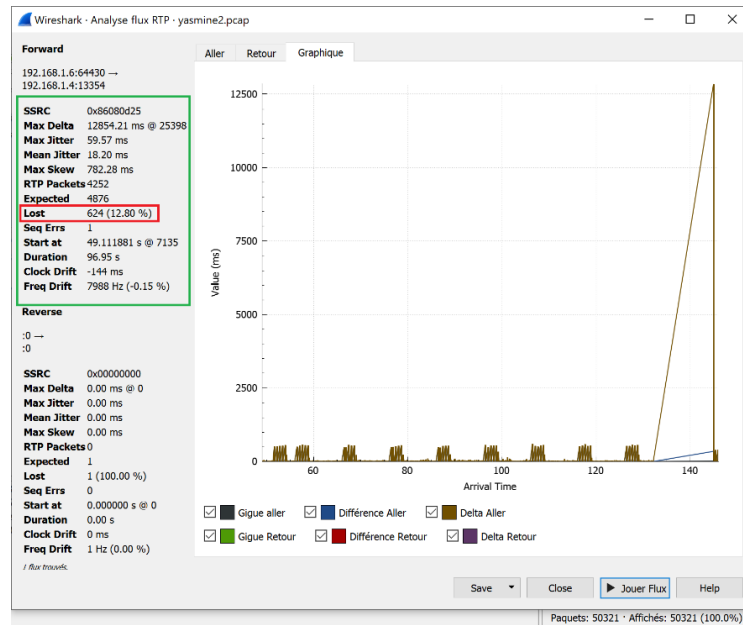 Wireshark · Analyse flux RTP · yasmine2.pcap
Forward
192.168.1.6:64430 →
192.168.1.4:13354
SSRC 0x86080d25
Max Delta 12854.21 ms @ 25398
Max Jitter 59.57 ms
Mean Jitter 18.20 ms
Max Skew 782.28 ms
RTP Packets 4252
Expected 4876
Lost 624 (12.80 %)
Seq Errs 1
Start at 49.111881 s @ 7135
Duration 96.95 s
Clock Drift -144 ms
Freq Drift 7988 Hz (-0.15 %)
Reverse
:0 →
:0
SSRC 0x00000000
Max Delta 0.00 ms @ 0
Max Jitter 0.00 ms
Mean Jitter 0.00 ms
Max Skew 0.00 ms
RTP Packets 0
Expected 1
Lost 1 (100.00 %)
Seq Errs 0
Start at 0.000000 s @ 0
Duration 0.00 s
Clock Drift 0 ms
Freq Drift 1 Hz (0.00 %)
1 flux trouvés.
Aller Retour Graphique
12500
10000
7500
5000
2500
0
Value (ms)
60 80 100 120 140
Arrival Time
Gigue aller Différence Aller Delta Aller
Gigue Retour Différence Retour Delta Retour
Save Close Jouer Flux Help
Paquets: 50321 · Affichés: 50321 (100.0%)